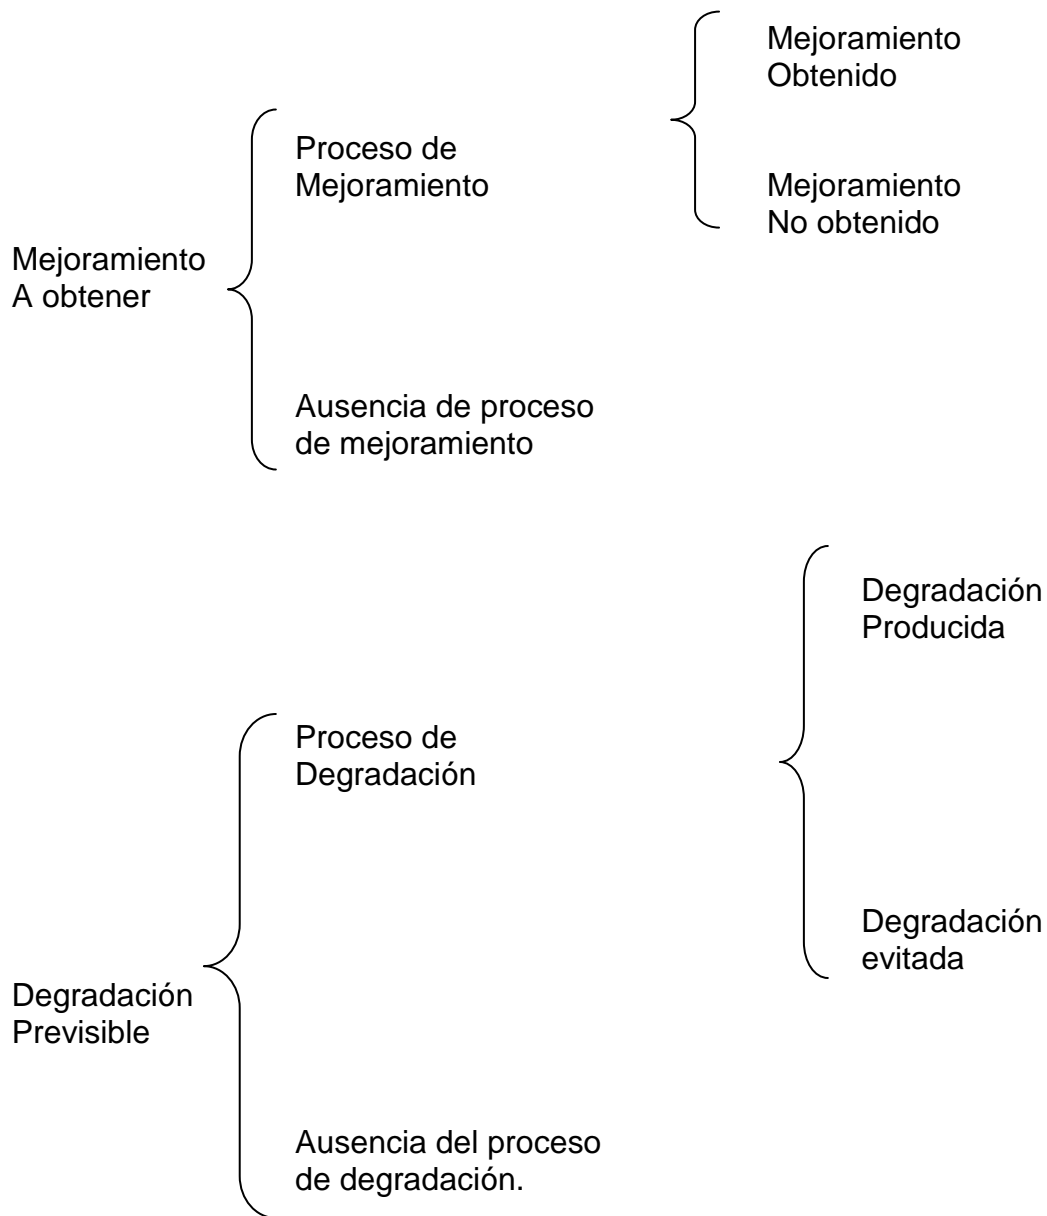 Mejoramiento
A obtener
Proceso de
Mejoramiento
Mejoramiento
Obtenido
Mejoramiento
No obtenido
Ausencia de proceso
de mejoramiento
Degradación
Previsible
Proceso de
Degradación
Degradación
Producida
Degradación
evitada
Ausencia del proceso
de degradación.